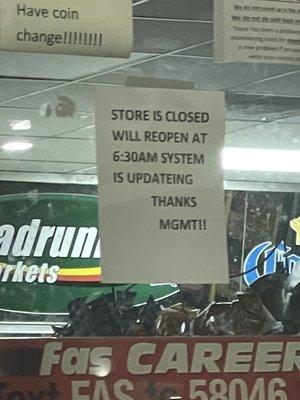 Have coin
change!!!!!!!!!
STORE IS CLOSED
WILL REOPEN AT
6:30AM SYSTEM
IS UPDATEING
THANKS
MGMT!!
adrun
rkets
Fas CAREER
Text FAS to 58046